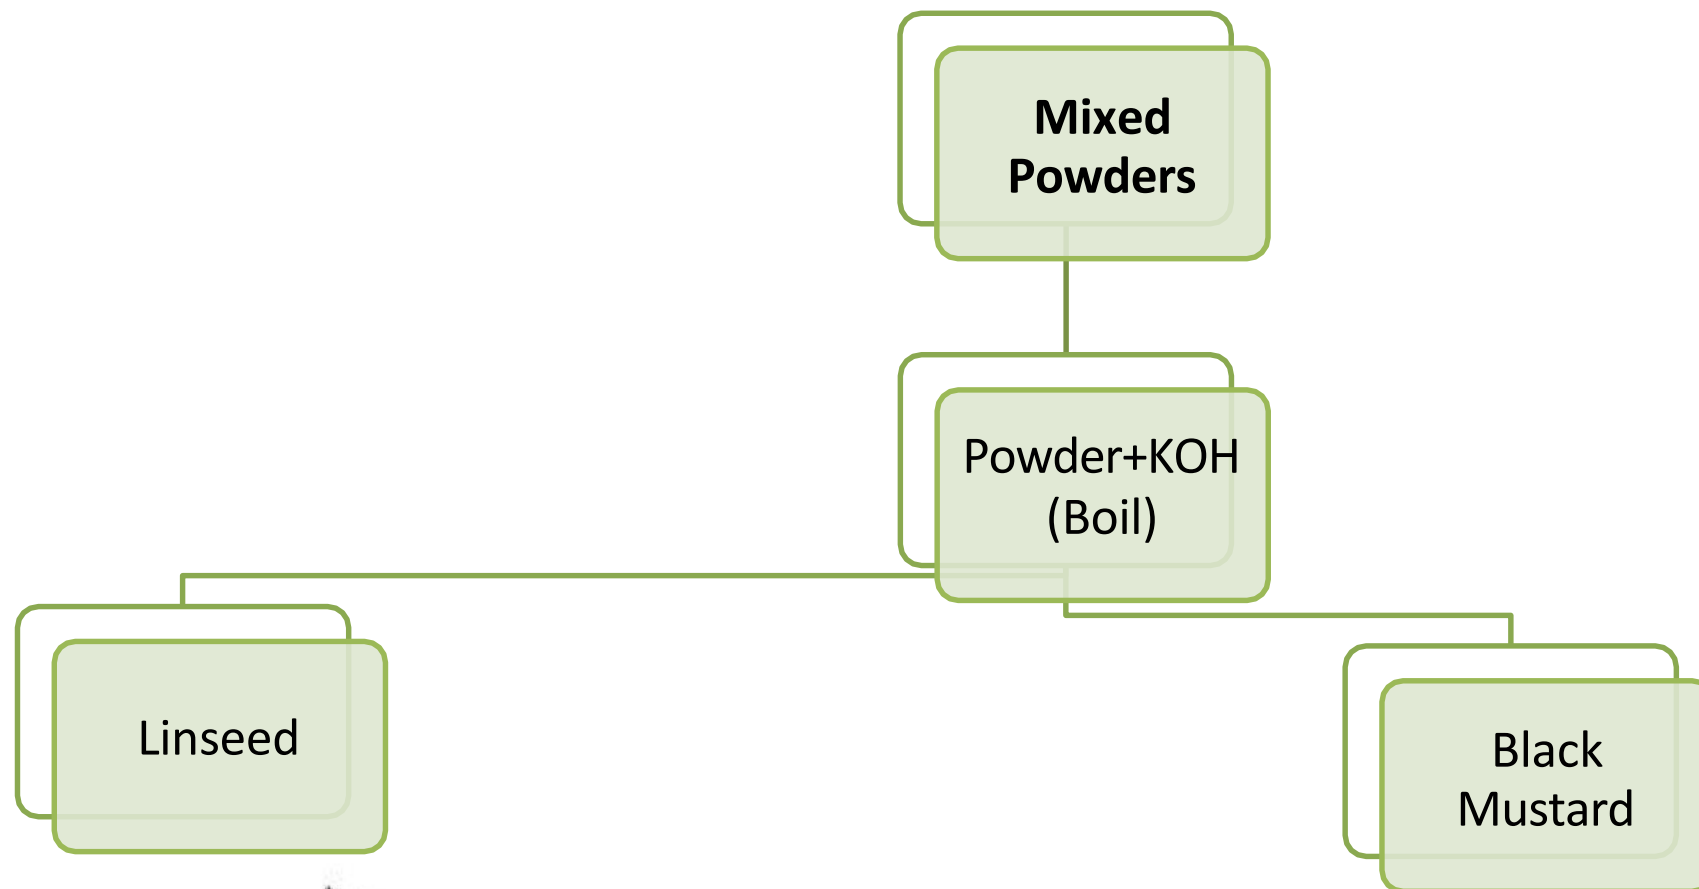 Mixed
Powders
Powder+KOH
(Boil)
Linseed
Black
Mustard